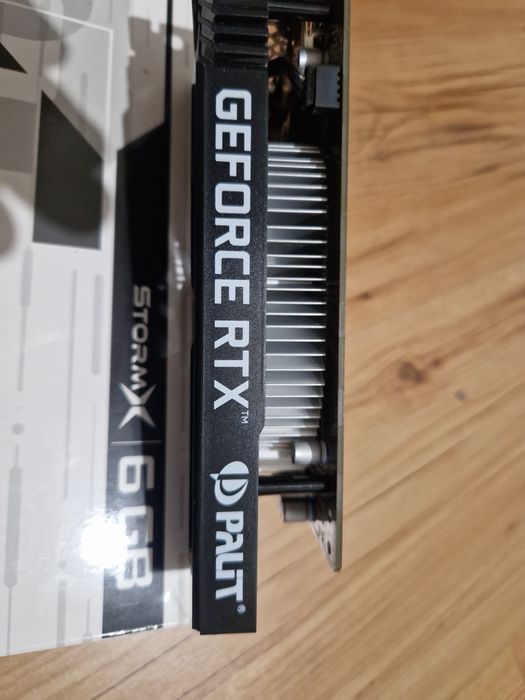 GEFORCE RTX™
PALIT®
STORMX | 6 GB